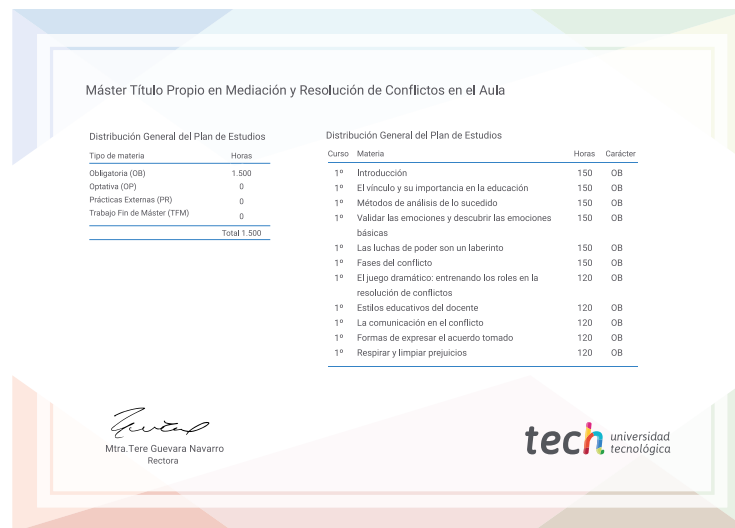 Máster Título Propio en Mediación y Resolución de Conflictos en el Aula
Distribución General del Plan de Estudios
Tipo de materia Horas
Obligatoria (OB) 1.500
Optativa (OP) 0
Prácticas Externas (PR) 0
Trabajo Fin de Máster (TFM) 0
Total 1.500
Distribución General del Plan de Estudios
Curso Materia Horas Carácter
1º Introducción 150 OB
1º El vínculo y su importancia en la educación 150 OB
1º Métodos de análisis de lo sucedido 150 OB
1º Validar las emociones y descubrir las emociones 150 OB
básicas
1º Las luchas de poder son un laberinto 150 OB
1º Fases del conflicto 150 OB
1º El juego dramático: entrenando los roles en la 120 OB
resolución de conflictos
1º Estilos educativos del docente 120 OB
1º La comunicación en el conflicto 120 OB
1º Formas de expresar el acuerdo tomado 120 OB
1º Respirar y limpiar prejuicios 120 OB
Mtra.Tere Guevara Navarro
Rectora
tech universidad
tecnológica